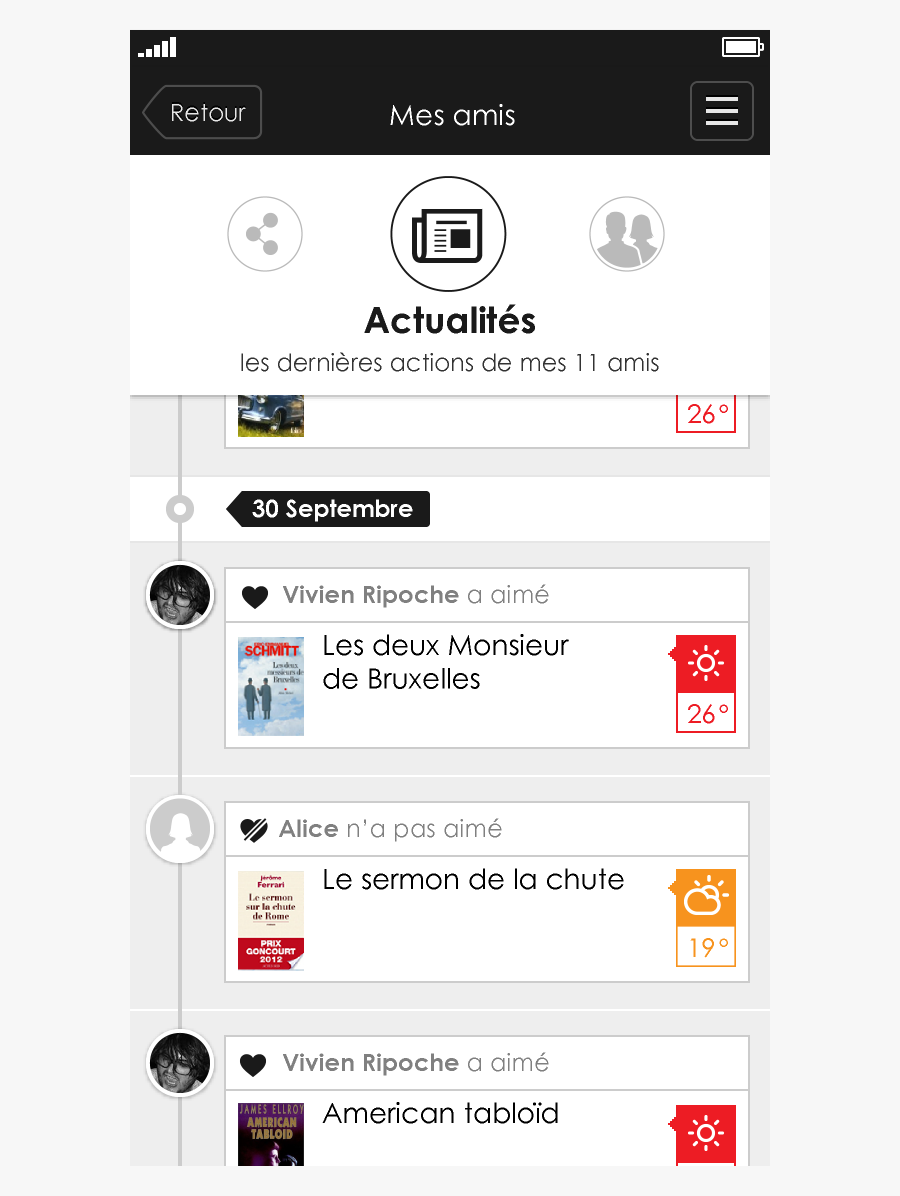 Retour
Mes amis
Actualités
les dernières actions de mes 11 amis
26°
30 Septembre
Vivien Ripoche a aimé
SCHMITT
Les deux
messieurs de
Bruxelles
Les deux Monsieur
de Bruxelles
26°
Alice n’a pas aimé
jérôme
Ferrari
Le sermon
sur la chute
de Rome
PRIX
GONCOURT
2012
Le sermon de la chute
19°
Vivien Ripoche a aimé
JAMES ELLROY
AMERICAN
TABLOID
American tabloïd